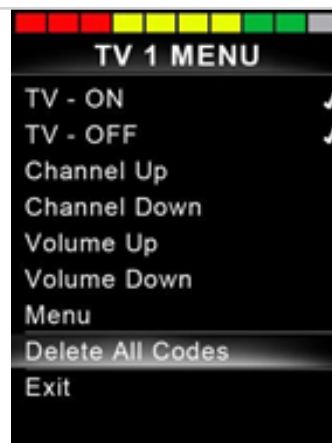 TV 1 MENU
TV - ON
TV - OFF
Channel Up
Channel Down
Volume Up
Volume Down
Menu
Delete All Codes
Exit